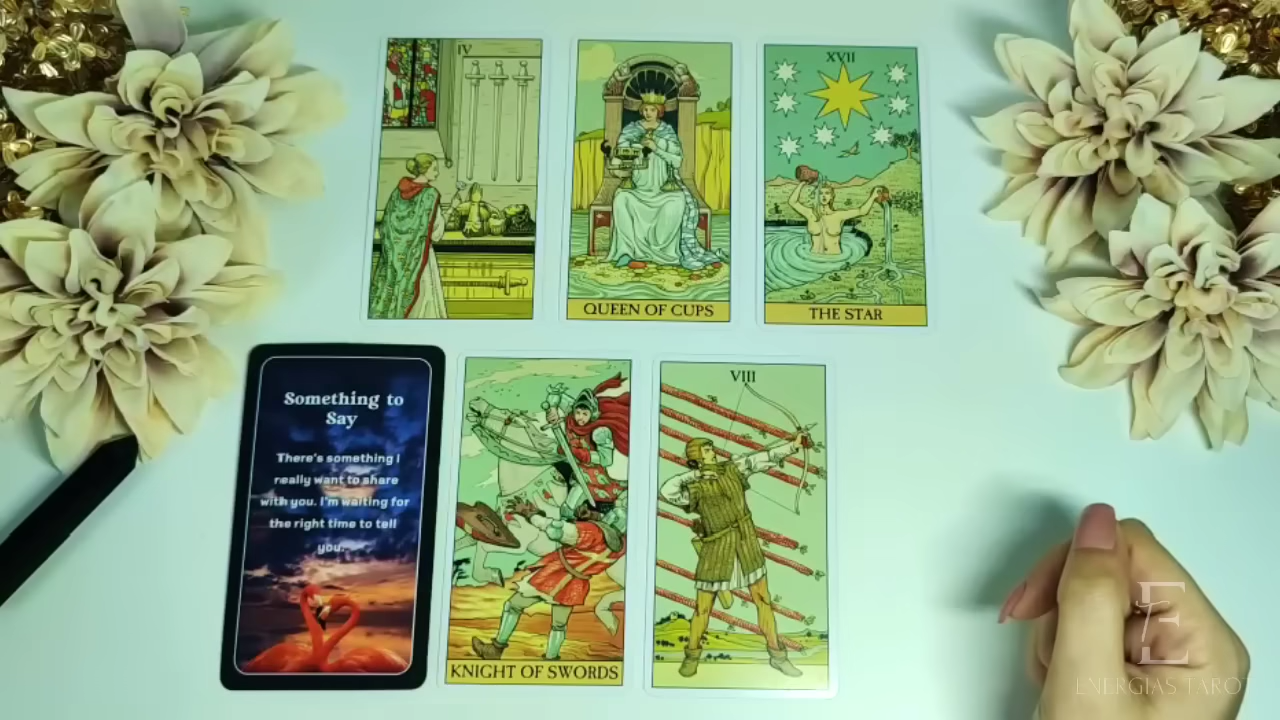 IV
QUEEN OF CUPS
XVII
THE STAR
Something to
Say
There's something I
really want to share
with you. I'm waiting for
the right time to tell
you.
KNIGHT OF SWORDS
VIII
E
ENERGIAS TAROT